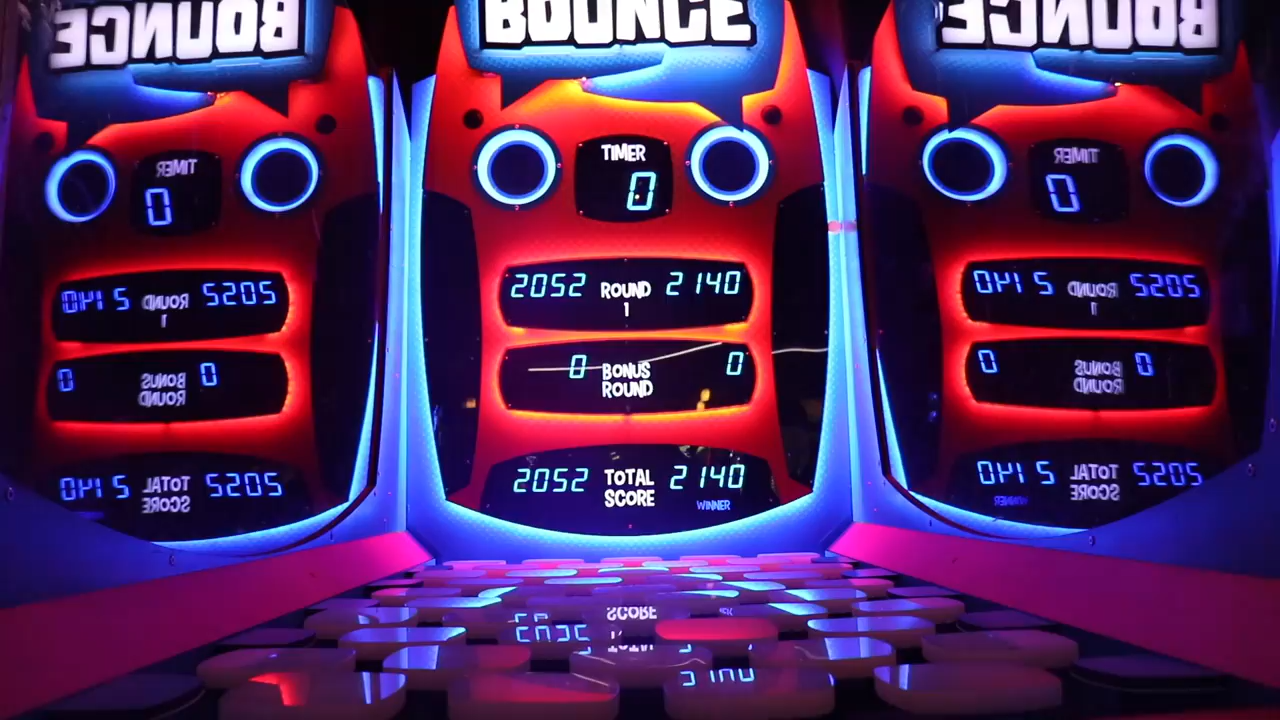 BOUNCE
TIMER
0
2052 ROUND 2140
1
0 BONUS 0
ROUND
2052 TOTAL 2140
SCORE
WINNER